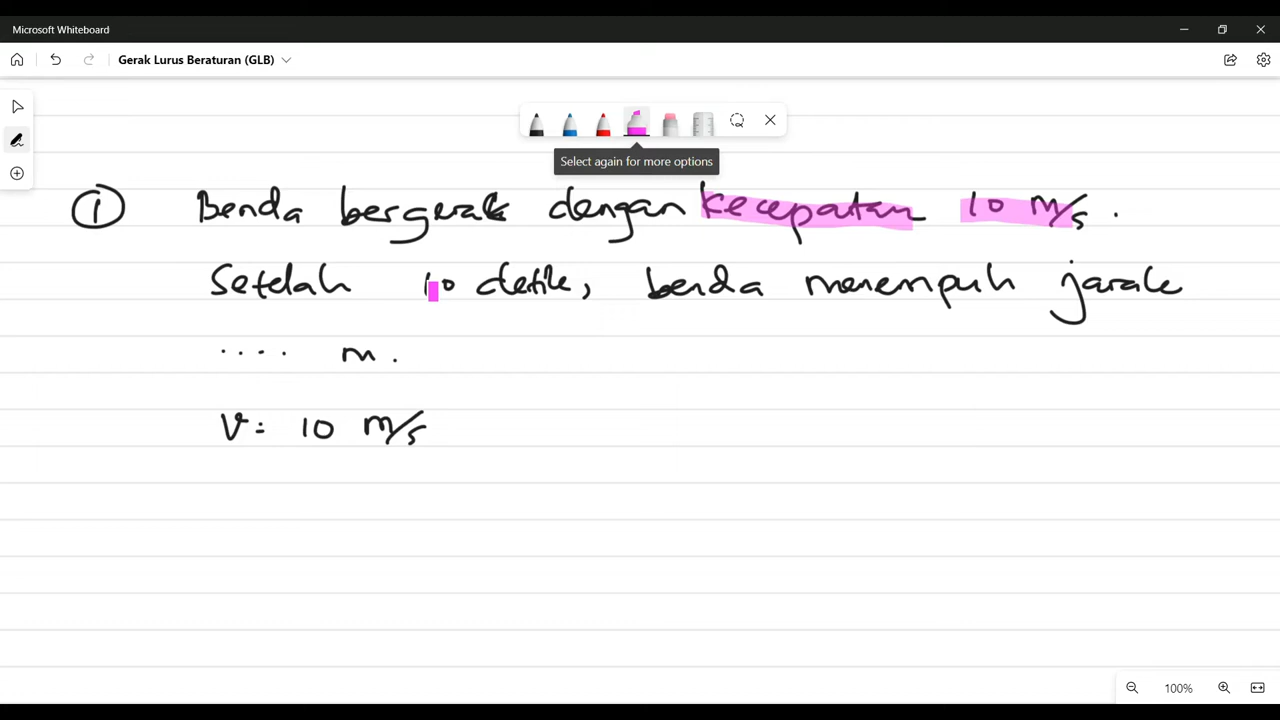 Microsoft Whiteboard
Gerak Lurus Beraturan (GLB)
Select again for more options
① Benda bergerak dengan kecepatan 10 m/s.
Setelah 10 detik, benda menempuh jarak
.... m.
V = 10 m/s
100%